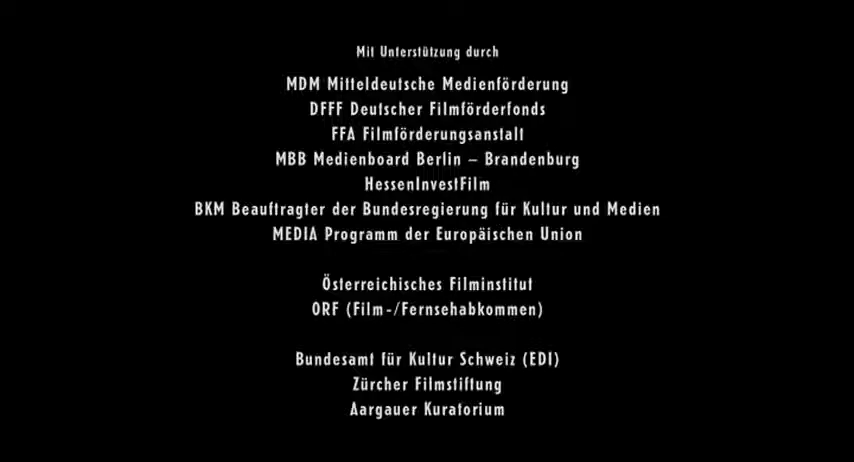 Mit Unterstützung durch
MDM Mitteldeutsche Medienförderung
DFFF Deutscher Filmförderfonds
FFA Filmförderungsanstalt
MBB Medienboard Berlin – Brandenburg
HessenInvestFilm
BKM Beauftragter der Bundesregierung für Kultur und Medien
MEDIA Programm der Europäischen Union
Österreichisches Filminstitut
ORF (Film-/Fernsehabkommen)
Bundesamt für Kultur Schweiz (EDI)
Zürcher Filmstiftung
Aargauer Kuratorium